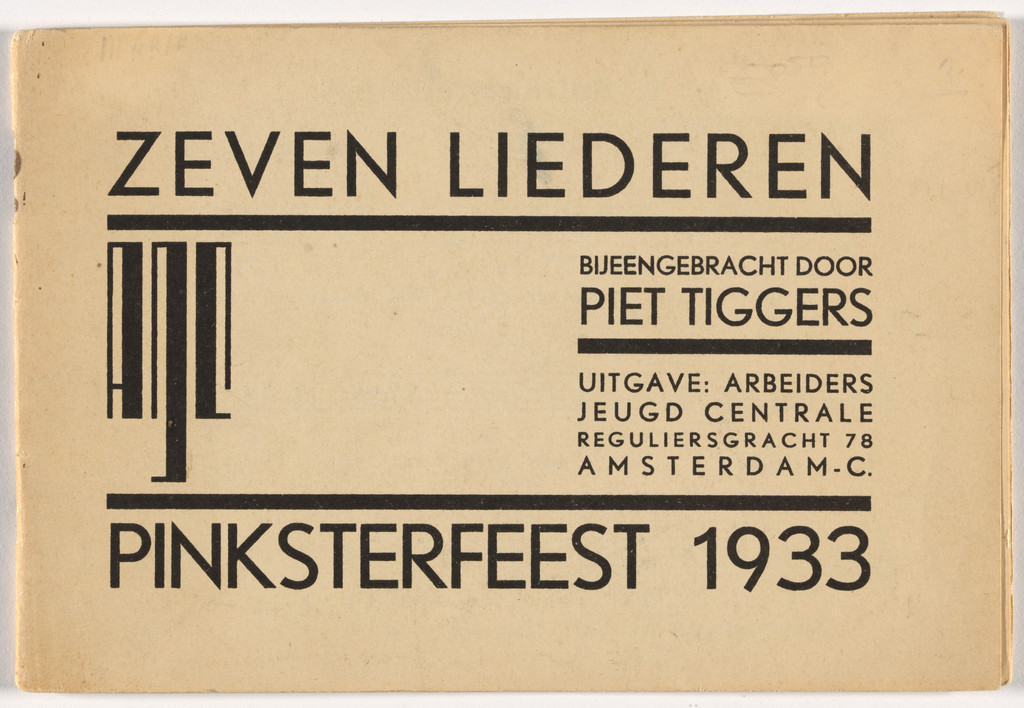 ZEVEN LIEDEREN
AJC
BIJEENGEBRACHT DOOR
PIET TIGGERS
UITGAVE: ARBEIDERS
JEUGD CENTRALE
REGULIERSGRACHT 78
AMSTERDAM-C.
PINKSTERFEEST 1933